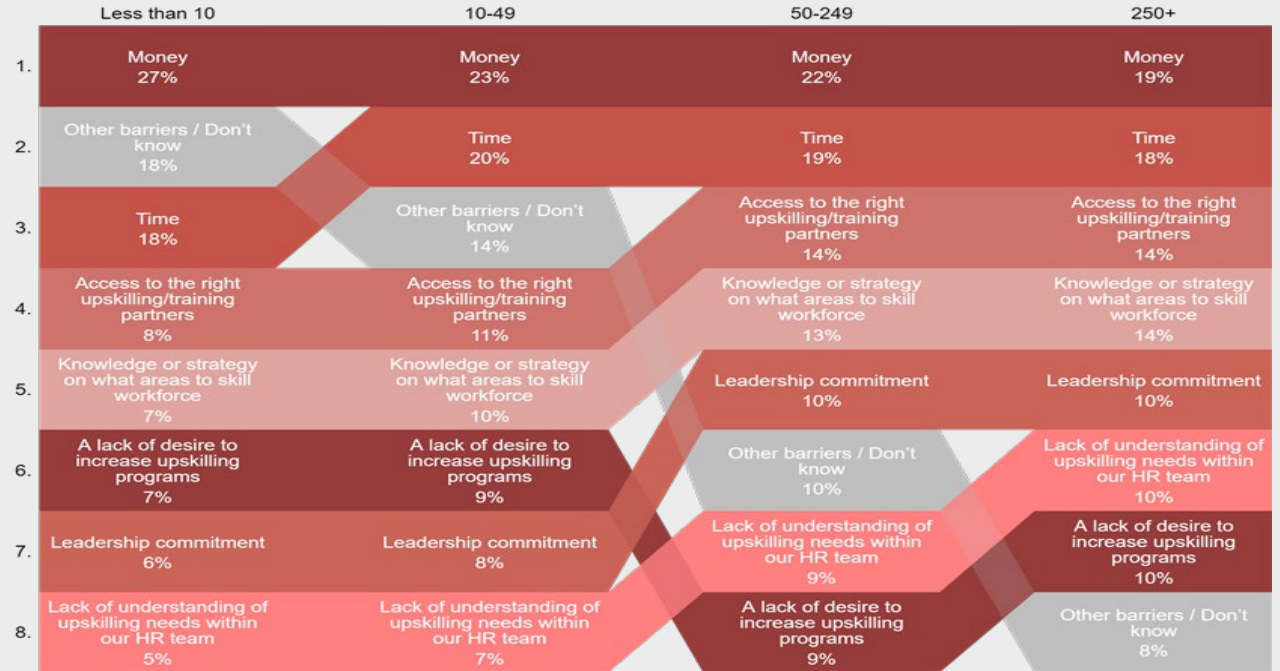 Less than 10
10-49
50-249
250+
1.
Money
27%
Money
23%
Money
22%
Money
19%
2.
Other barriers / Don't
know
18%
Time
20%
Time
19%
Time
18%
3.
Time
18%
Other barriers / Don't
know
14%
Access to the right
upskilling/training
partners
14%
Access to the right
upskilling/training
partners
14%
4.
Access to the right
upskilling/training
partners
8%
Access to the right
upskilling/training
partners
11%
Knowledge or strategy
on what areas to skill
workforce
13%
Knowledge or strategy
on what areas to skill
workforce
14%
5.
Knowledge or strategy
on what areas to skill
workforce
7%
Knowledge or strategy
on what areas to skill
workforce
10%
Leadership commitment
10%
Leadership commitment
10%
6.
A lack of desire to
increase upskilling
programs
7%
A lack of desire to
increase upskilling
programs
9%
Other barriers / Don't
know
10%
Lack of understanding of
upskilling needs within
our HR team
10%
7.
Leadership commitment
6%
Leadership commitment
8%
Lack of understanding of
upskilling needs within
our HR team
9%
A lack of desire to
increase upskilling
programs
10%
8.
Lack of understanding of
upskilling needs within
our HR team
5%
Lack of understanding of
upskilling needs within
our HR team
7%
A lack of desire to
increase upskilling
programs
9%
Other barriers / Don't
know
8%